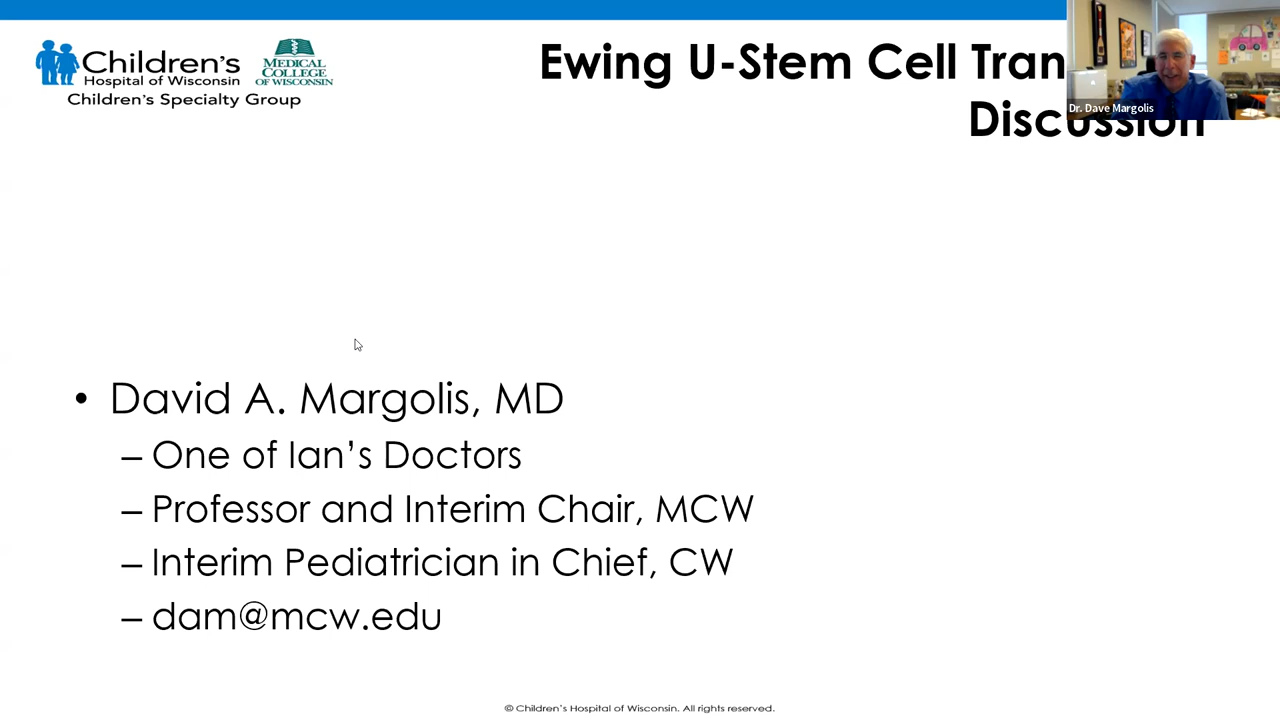 Children's
Hospital of Wisconsin
Children's Specialty Group
MEDICAL
COLLEGE
OF WISCONSIN
Ewing U-Stem Cell Tran
Discussion
Dr. Dave Margolis
• David A. Margolis, MD
– One of Ian's Doctors
– Professor and Interim Chair, MCW
– Interim Pediatrician in Chief, CW
– dam@mcw.edu
© Children's Hospital of Wisconsin. All rights reserved.